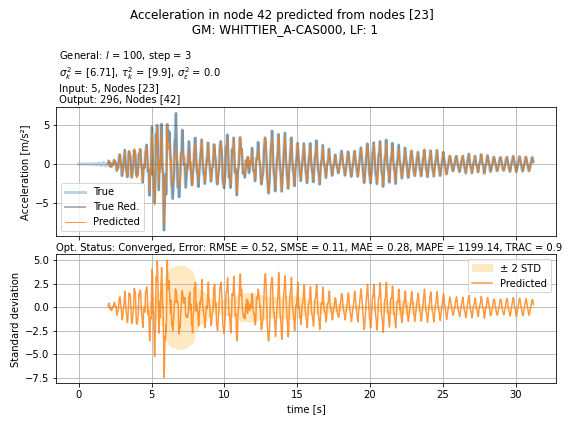 Acceleration in node 42 predicted from nodes [23]
GM: WHITTIER_A-CAS000, LF: 1
General: l = 100, step = 3
σ²ₖ = [6.71], τ²ₖ = [9.9], σ²ε = 0.0
Input: 5, Nodes [23]
Output: 296, Nodes [42]
Acceleration [m/s²]
5
0
−5
True
True Red.
Predicted
Opt. Status: Converged, Error: RMSE = 0.52, SMSE = 0.11, MAE = 0.28, MAPE = 1199.14, TRAC = 0.9
Standard deviation
5.0
2.5
0.0
−2.5
−5.0
−7.5
± 2 STD
Predicted
0 5 10 15 20 25 30
time [s]